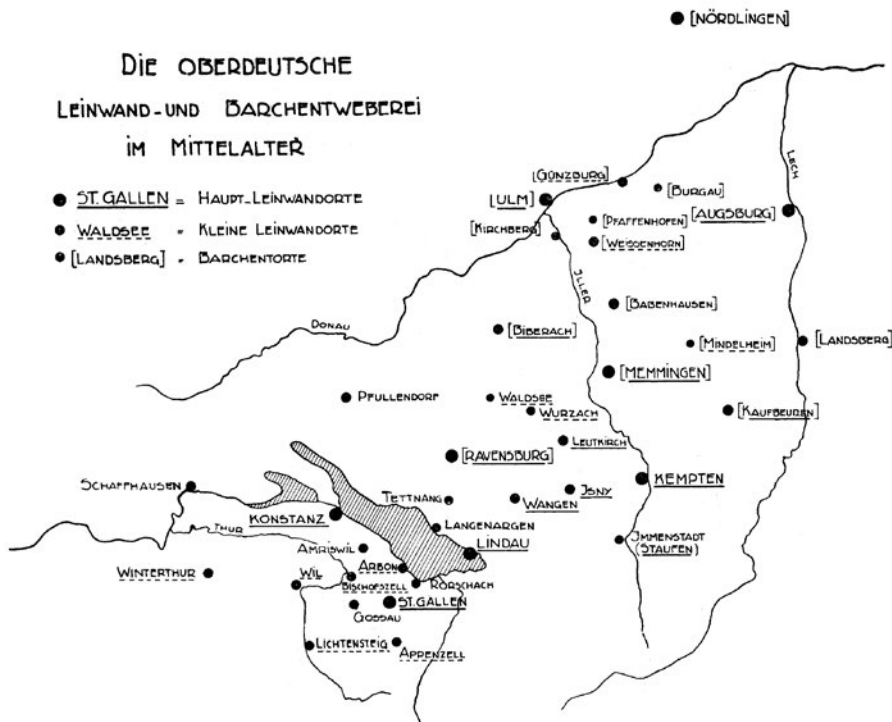 [NÖRDLINGEN]
DIE OBERDEUTSCHE
LEINWAND-UND BARCHENTWEBEREI
IM MITTELALTER
ST. GALLEN = HAUPT-LEINWANDORTE
WALDSEE " KLEINE LEINWANDORTE
[LANDSBERG] - BARCHENTORTE
LECH
[GÜNZBURG]
[BURGAU]
[ULM]
[PFAFFENHOFEN]
[AUGSBURG]
[KIRCHBERG]
[WEISSENHORN]
ILLER
[BABENHAUSEN]
DONAU
[BIBERACH]
[MINDELHEIM]
[LANDSBERG]
[MEMMINGEN]
PFULLENDORF
WALDSEE
WURZACH
[KAUFBEUREN]
LEUTKIRCH
[RAVENSBURG]
SCHAFFHAUSEN
KEMPTEN
ISNY
TETTNANG
WANGEN
KONSTANZ
THUR
LANGENARGEN
IMMENSTADT
(STAUFEN)
AMRISWIL
LINDAU
ARBON
WINTERTHUR
WIL
BISCHOFSZELL
RORSCHACH
ST. GALLEN
GOSSAU
LICHTENSTEIG
APPENZELL